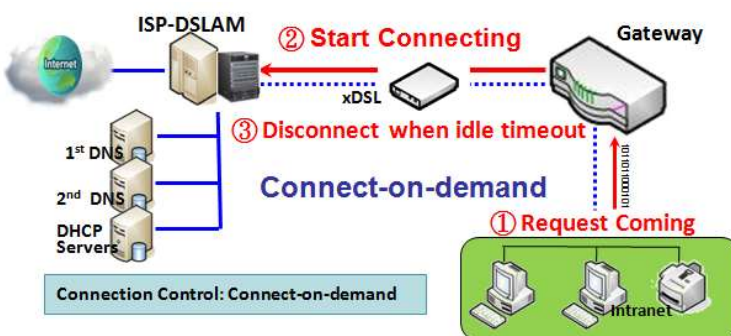 ISP-DSLAM
② Start Connecting
Gateway
Internet
xDSL
③ Disconnect when idle timeout
1st DNS
101101000101
2nd DNS
Connect-on-demand
① Request Coming
DHCP
Servers
Intranet
Connection Control: Connect-on-demand